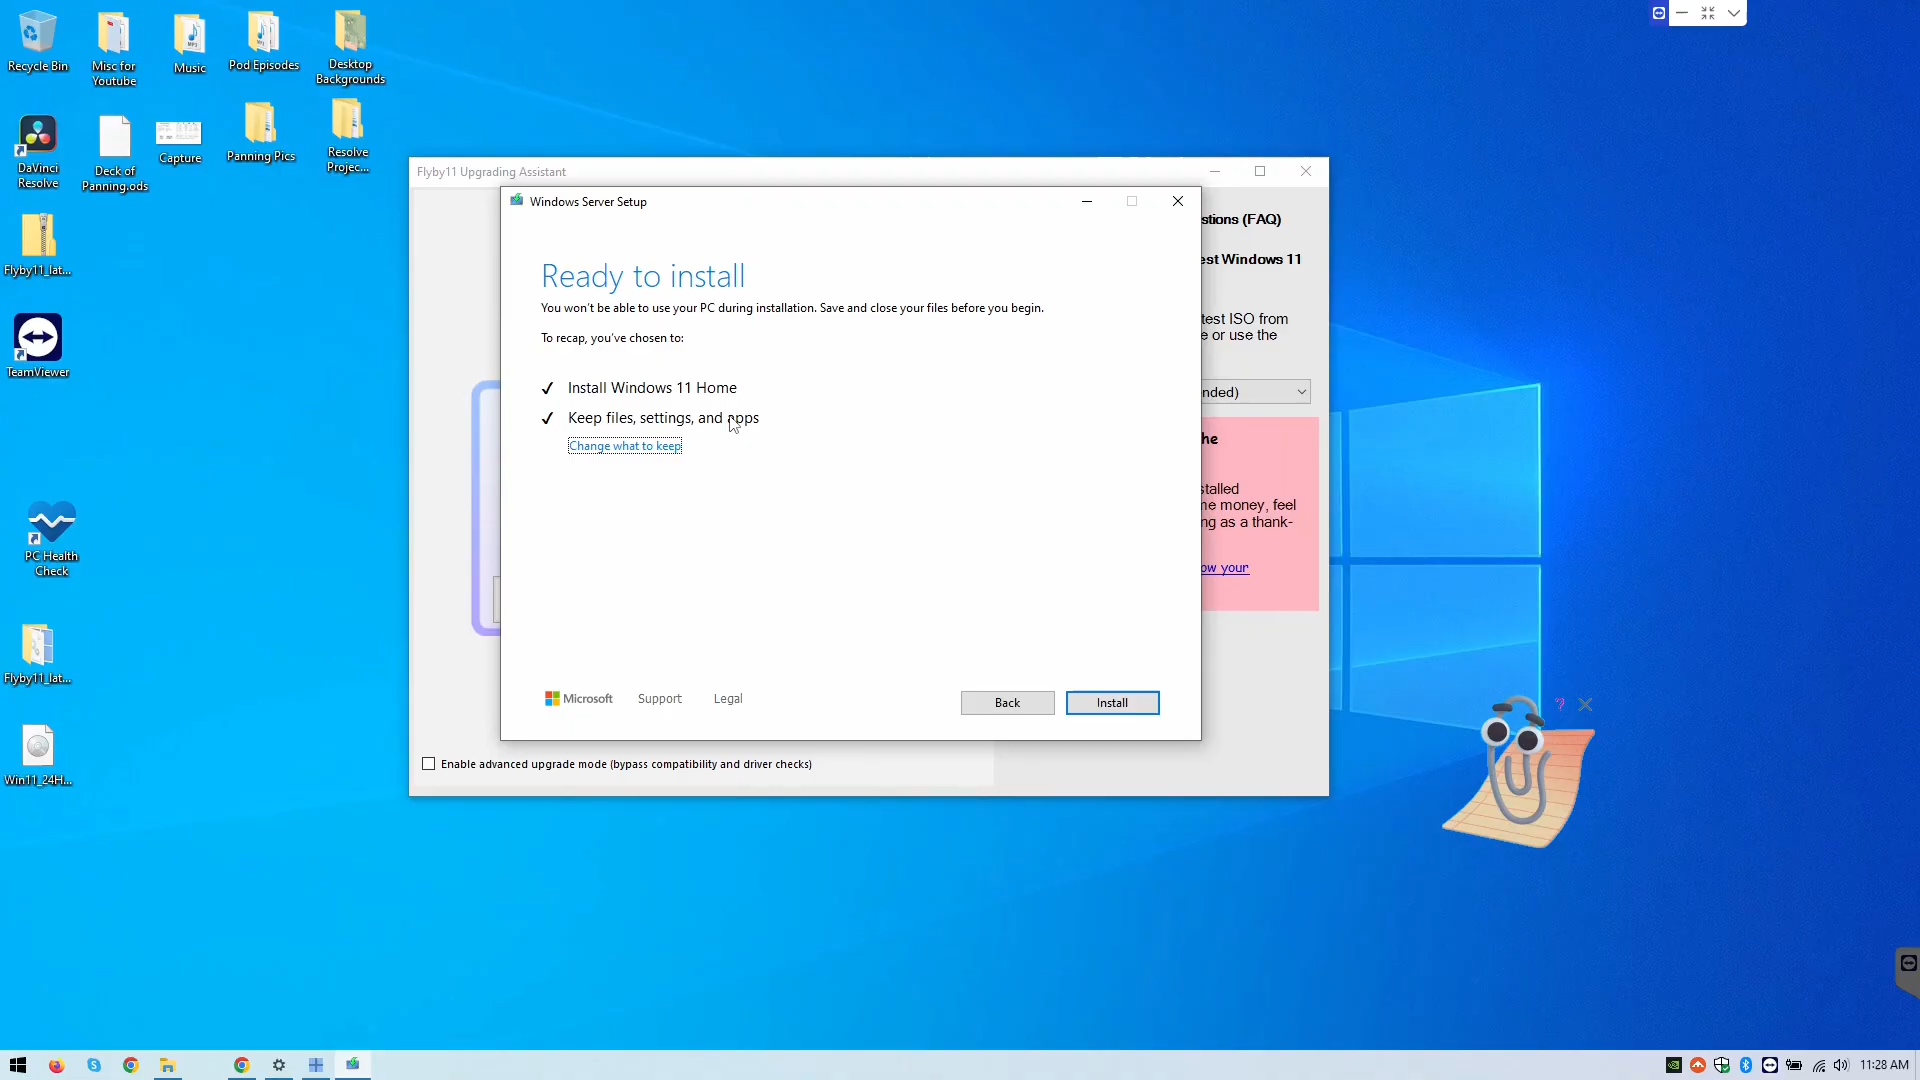 Recycle Bin
Misc for
Youtube
Music
Pod Episodes
Desktop
Backgrounds
DaVinci
Resolve
Deck of
Panning.ods
Capture
Panning Pics
Resolve
Projec...
Flyby11_lat...
TeamViewer
PC Health
Check
Flyby11_lat...
Win11_24H...
Flyby11 Upgrading Assistant
Windows Server Setup
Ready to install
You won't be able to use your PC during installation. Save and close your files before you begin.
To recap, you've chosen to:
✓ Install Windows 11 Home
✓ Keep files, settings, and apps
Change what to keep
Microsoft
Support
Legal
Back
Install
stions (FAQ)
est Windows 11
test ISO from
e or use the
nded)
he
stalled
ne money, feel
ng as a thank-
ow your
Enable advanced upgrade mode (bypass compatibility and driver checks)
?
11:28 AM